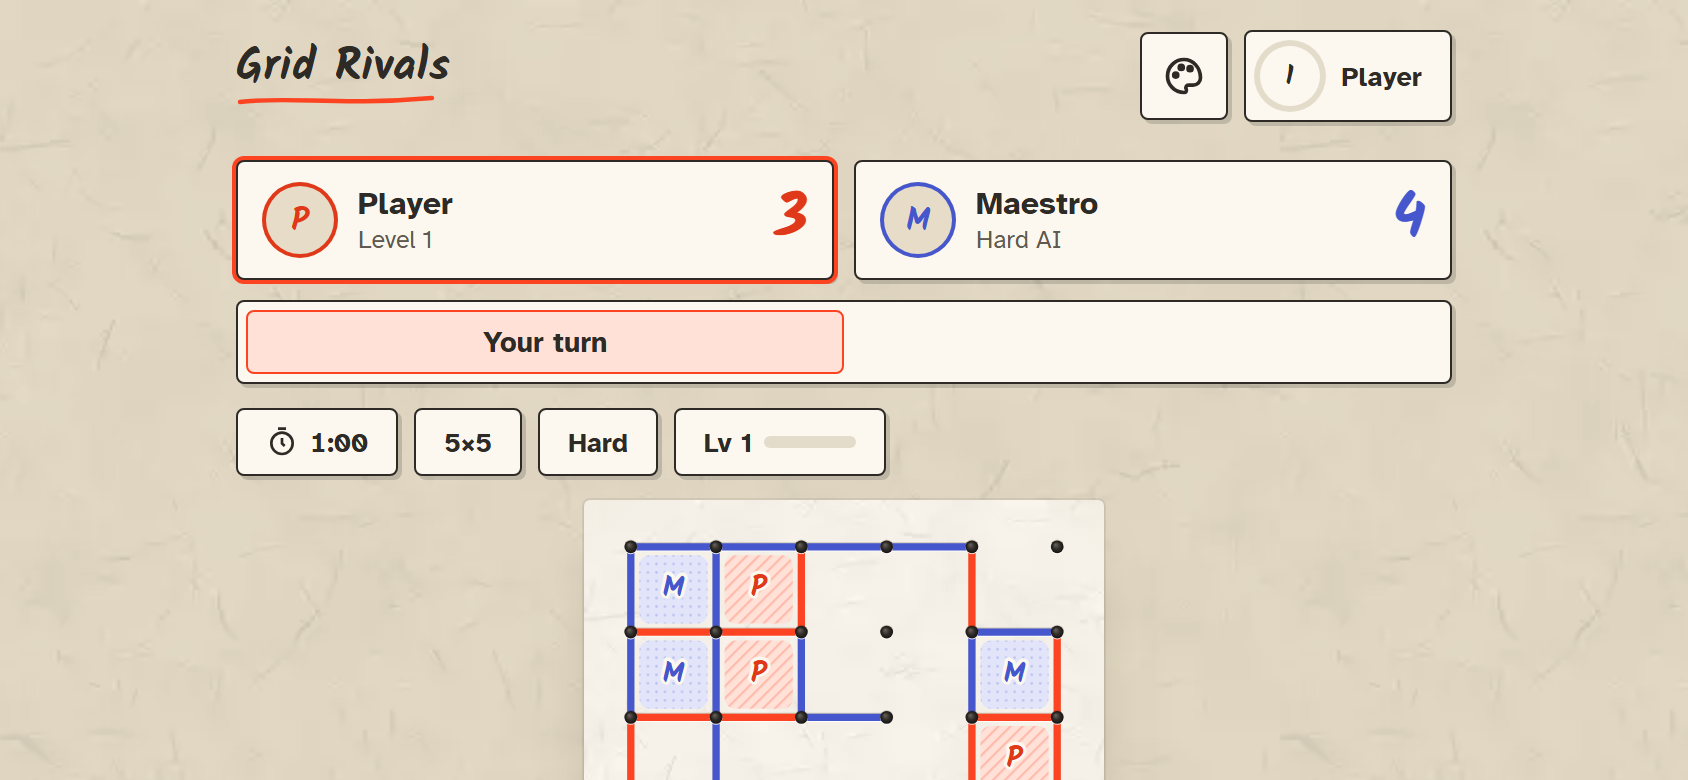 Grid Rivals
Player
P
Player
Level 1
3
M
Maestro
Hard AI
4
Your turn
1:00
5×5
Hard
Lv 1
M P
M P M
P